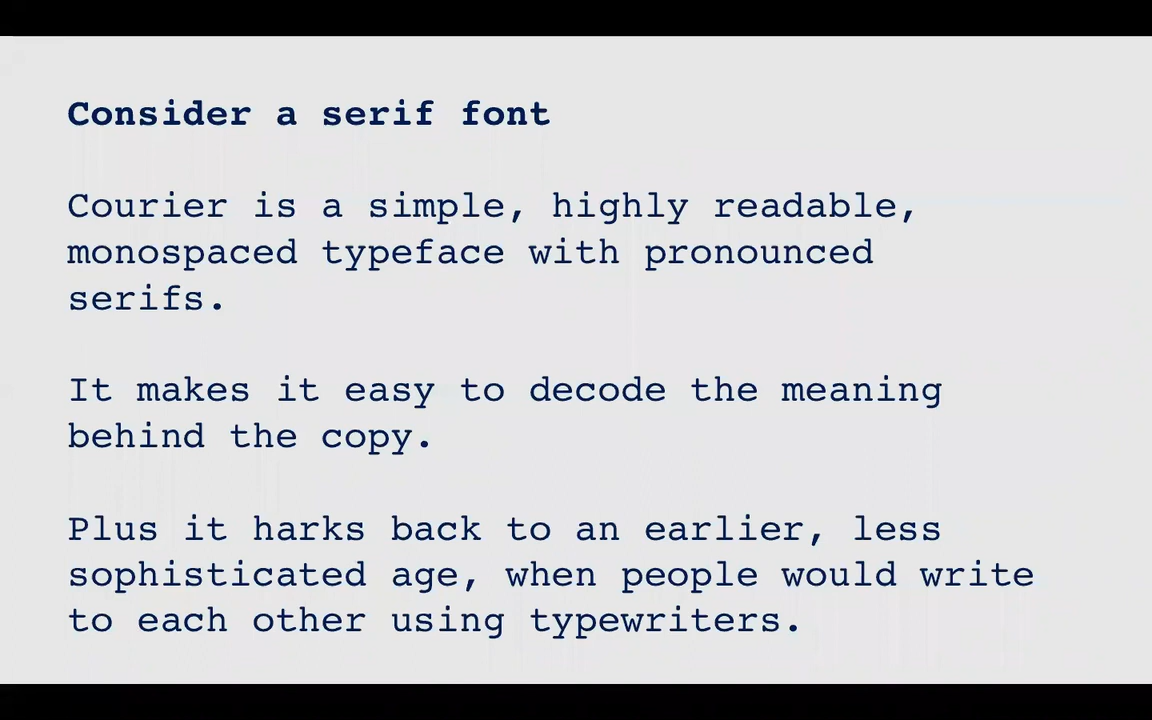 Consider a serif font
Courier is a simple, highly readable,
monospaced typeface with pronounced
serifs.
It makes it easy to decode the meaning
behind the copy.
Plus it harks back to an earlier, less
sophisticated age, when people would write
to each other using typewriters.